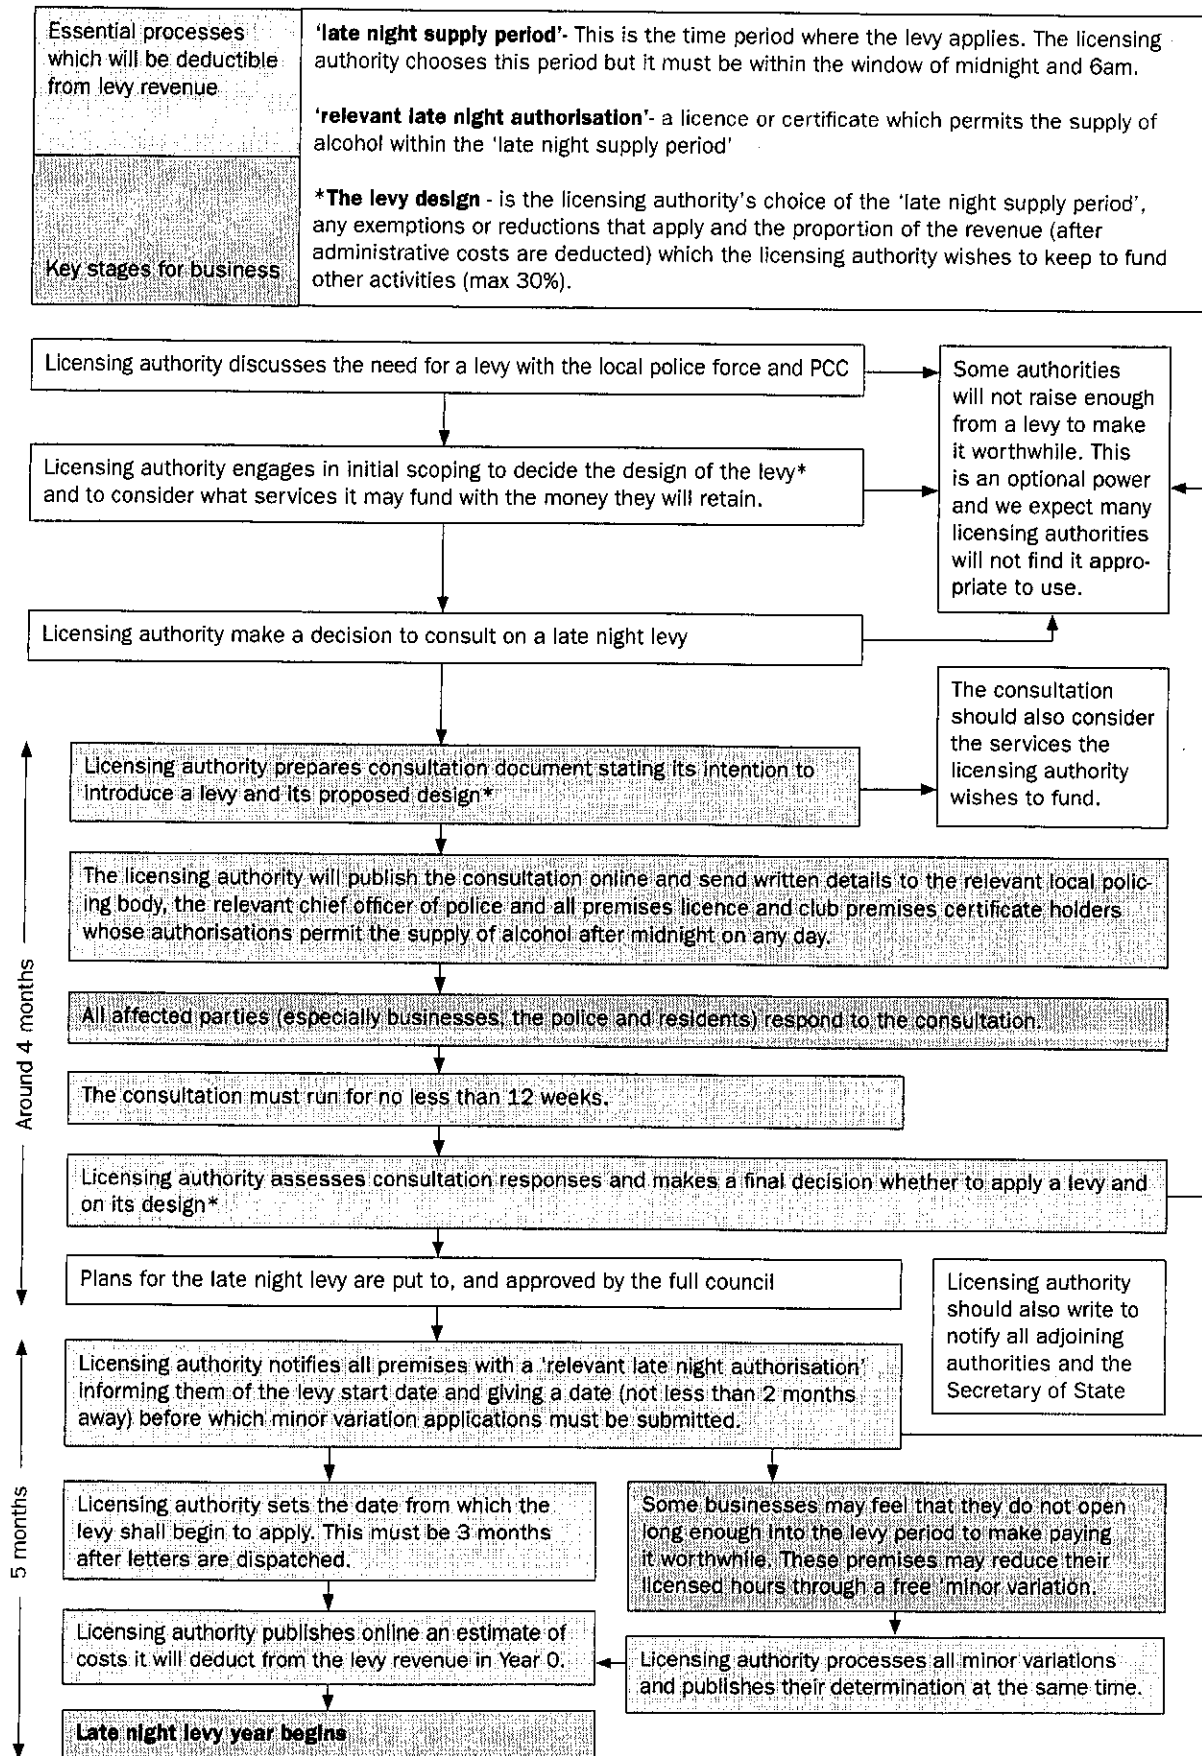 Essential processes
which will be deductible
from levy revenue
Key stages for business
'late night supply period'- This is the time period where the levy applies. The licensing
authority chooses this period but it must be within the window of midnight and 6am.
'relevant late night authorisation'- a licence or certificate which permits the supply of
alcohol within the 'late night supply period'
*The levy design - is the licensing authority's choice of the 'late night supply period',
any exemptions or reductions that apply and the proportion of the revenue (after
administrative costs are deducted) which the licensing authority wishes to keep to fund
other activities (max 30%).
Licensing authority discusses the need for a levy with the local police force and PCC
Some authorities
will not raise enough
from a levy to make
it worthwhile. This
is an optional power
and we expect many
licensing authorities
will not find it appro-
priate to use.
Licensing authority engages in initial scoping to decide the design of the levy*
and to consider what services it may fund with the money they will retain.
Licensing authority make a decision to consult on a late night levy
The consultation
should also consider
the services the
licensing authority
wishes to fund.
Around 4 months
Licensing authority prepares consultation document stating its intention to
introduce a levy and its proposed design*
The licensing authority will publish the consultation online and send written details to the relevant local polic-
ing body, the relevant chief officer of police and all premises licence and club premises certificate holders
whose authorisations permit the supply of alcohol after midnight on any day.
All affected parties (especially businesses, the police and residents) respond to the consultation.
The consultation must run for no less than 12 weeks.
Licensing authority assesses consultation responses and makes a final decision whether to apply a levy and
on its design*
Plans for the late night levy are put to, and approved by the full council
Licensing authority
should also write to
notify all adjoining
authorities and the
Secretary of State
5 months
Licensing authority notifies all premises with a 'relevant late night authorisation'
informing them of the levy start date and giving a date (not less than 2 months
away) before which minor variation applications must be submitted.
Licensing authority sets the date from which the
levy shall begin to apply. This must be 3 months
after letters are dispatched.
Some businesses may feel that they do not open
long enough into the levy period to make paying
it worthwhile. These premises may reduce their
licensed hours through a free 'minor variation.
Licensing authority publishes online an estimate of
costs it will deduct from the levy revenue in Year 0.
Licensing authority processes all minor variations
and publishes their determination at the same time.
Late night levy year begins